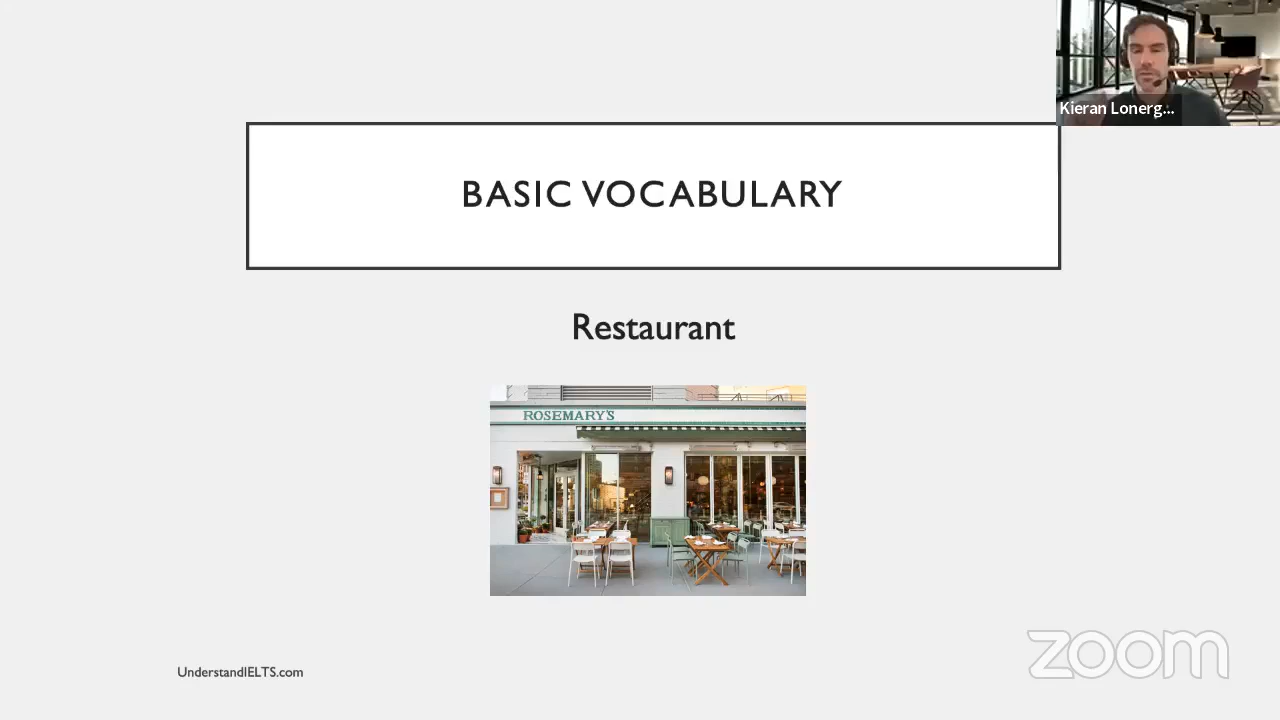 Kieran Lonerg...
BASIC VOCABULARY
Restaurant
ROSEMARY'S
UnderstandIELTS.com
zoom